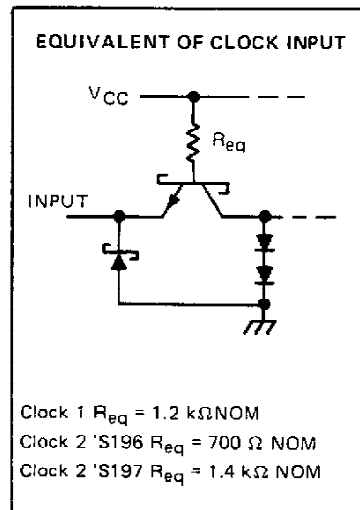 EQUIVALENT OF CLOCK INPUT
VCC
Req
INPUT
Clock 1 Req = 1.2 kΩ NOM
Clock 2 'S196 Req = 700 Ω NOM
Clock 2 'S197 Req = 1.4 kΩ NOM